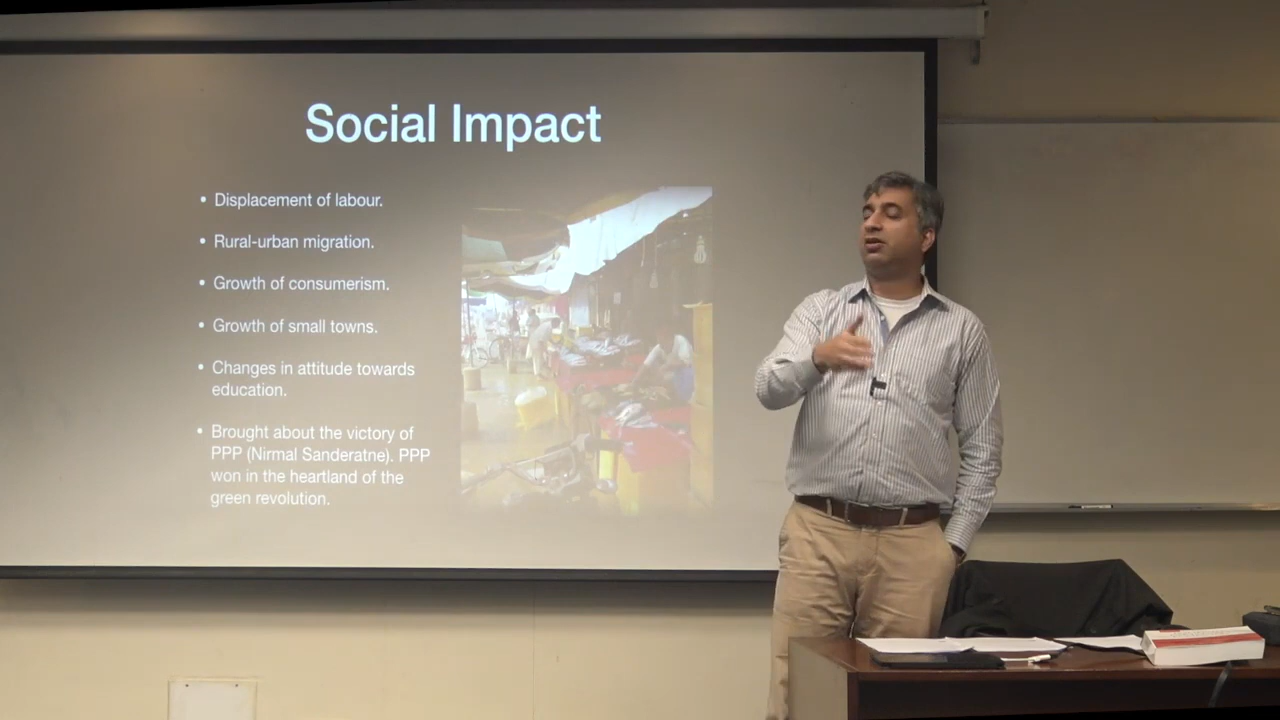 Social Impact
• Displacement of labour.
• Rural-urban migration.
• Growth of consumerism.
• Growth of small towns.
• Changes in attitude towards
education.
• Brought about the victory of
PPP (Nirmal Sanderatne). PPP
won in the heartland of the
green revolution.